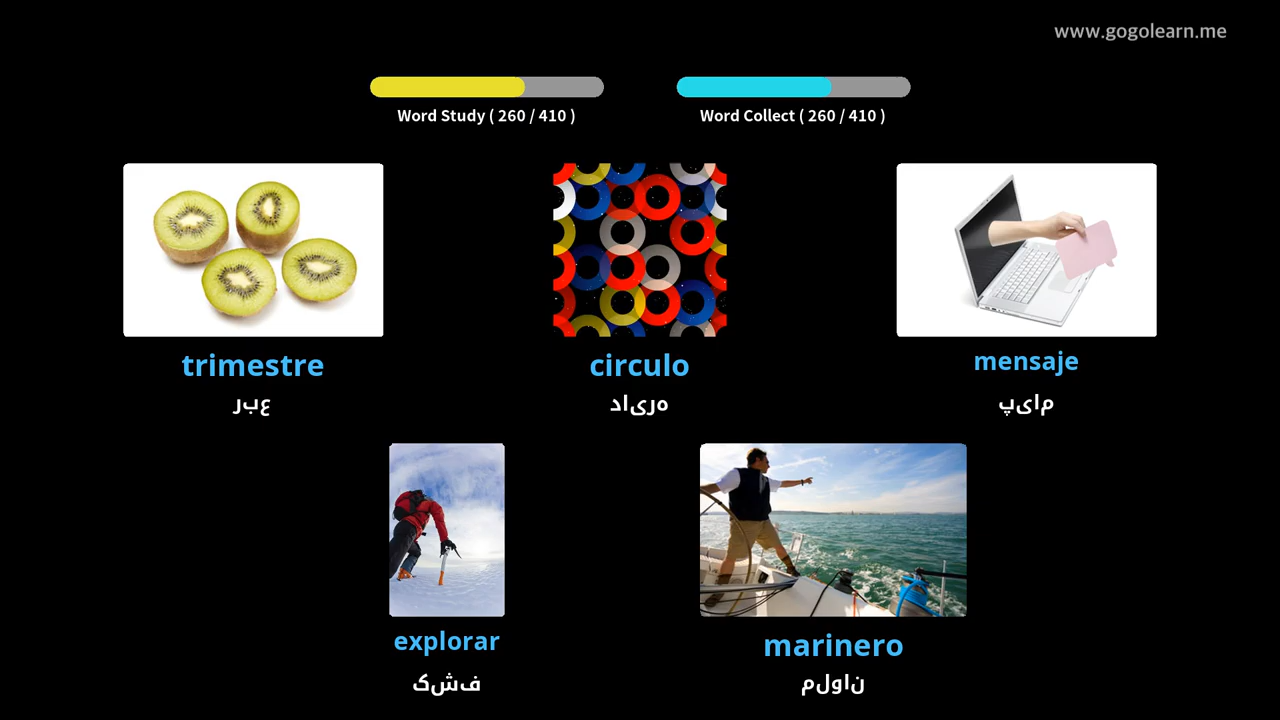 www.gogolearn.me
Word Study ( 260 / 410 )
Word Collect ( 260 / 410 )
trimestre
circulo
mensaje
ربع
دایره
پیام
explorar
marinero
کشف
ملوان